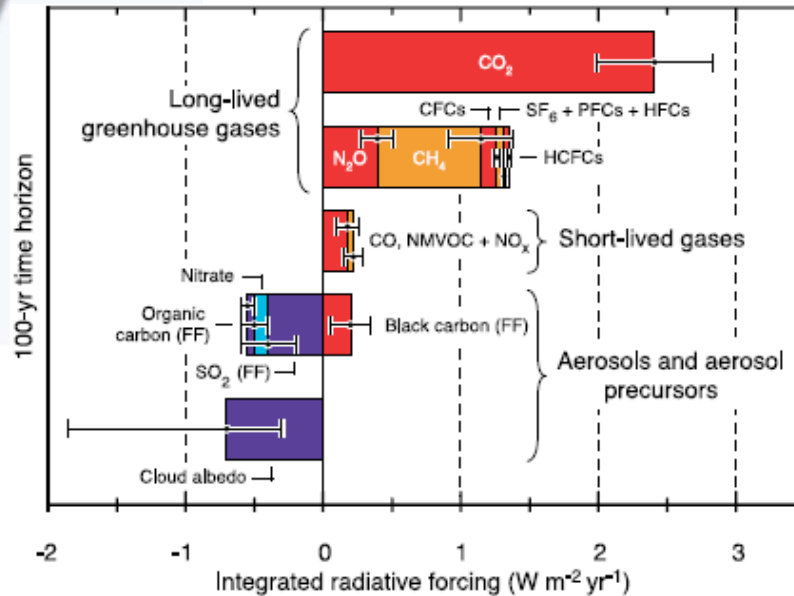 CO₂
Long-lived
greenhouse gases
CFCs
SF₆ + PFCs + HFCs
N₂O
CH₄
HCFCs
CO, NMVOC + NOₓ
Short-lived gases
Nitrate
Organic
carbon (FF)
Black carbon (FF)
SO₂ (FF)
Aerosols and aerosol
precursors
Cloud albedo
100-yr time horizon
-2 -1 0 1 2 3
Integrated radiative forcing (W m⁻² yr⁻¹)